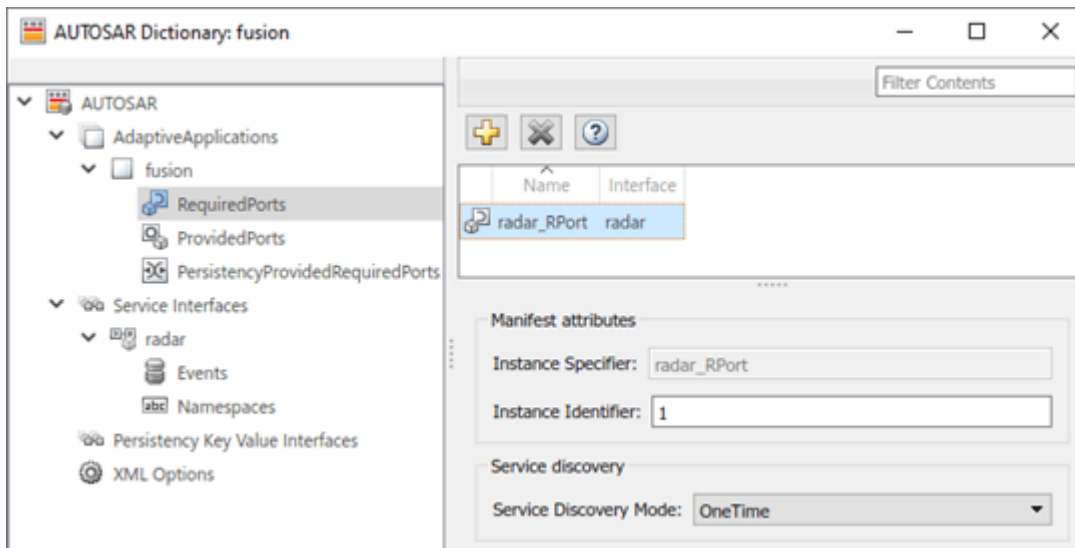 AUTOSAR Dictionary: fusion
AUTOSAR
AdaptiveApplications
fusion
RequiredPorts
ProvidedPorts
PersistencyProvidedRequiredPorts
Service Interfaces
radar
Events
abc Namespaces
Persistency Key Value Interfaces
XML Options
Filter Contents
Name Interface
radar_RPort radar
Manifest attributes
Instance Specifier: radar_RPort
Instance Identifier: 1
Service discovery
Service Discovery Mode: OneTime